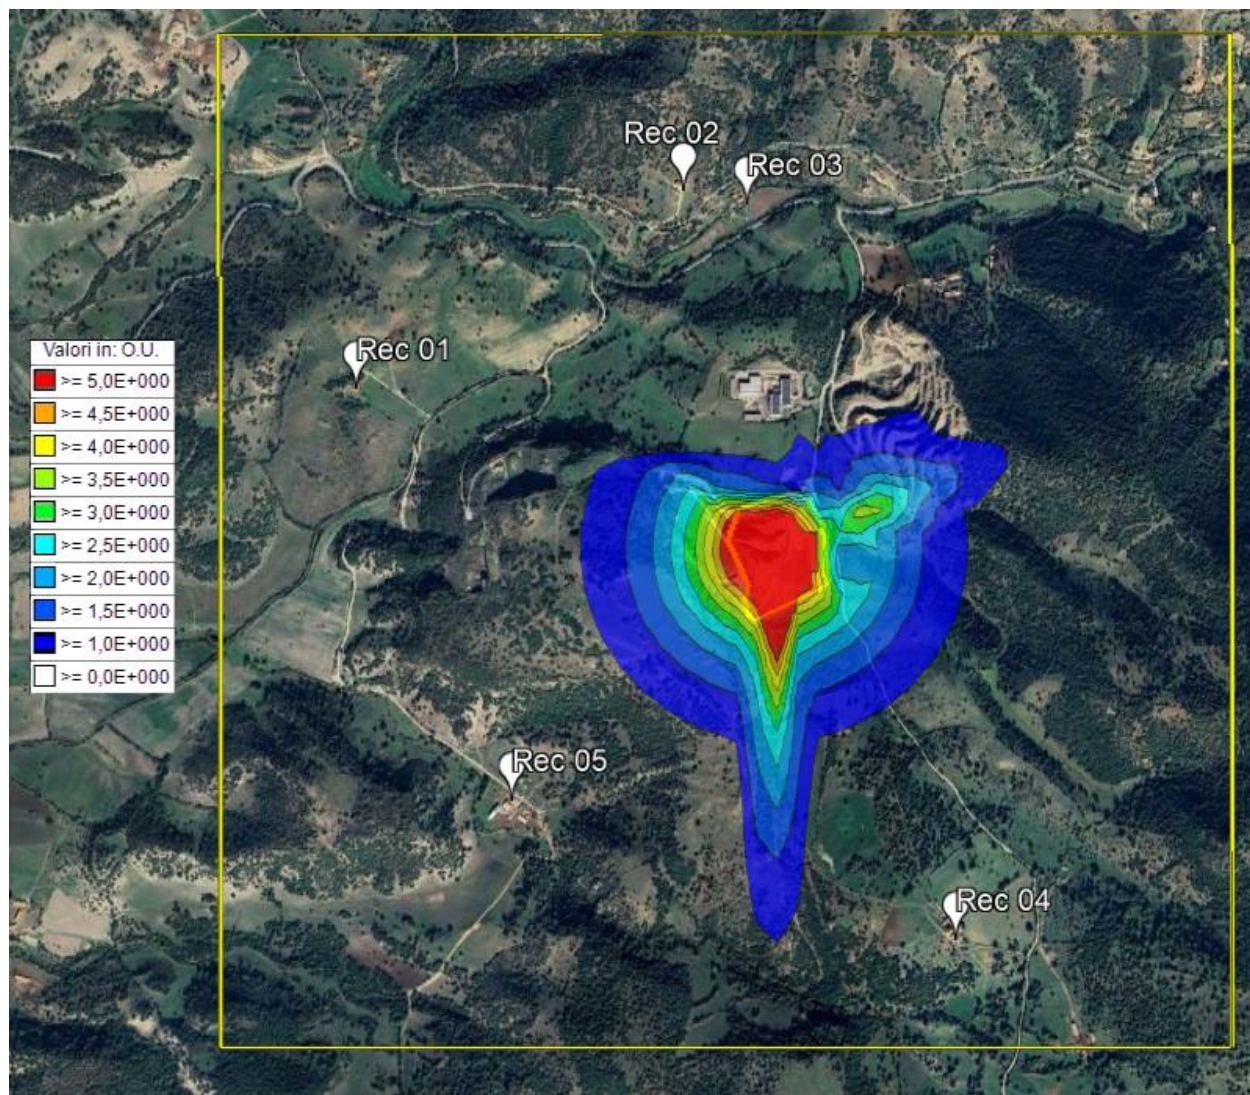 Rec 02
Rec 03
Rec 01
Valori in: O.U.
>= 5,0E+000
>= 4,5E+000
>= 4,0E+000
>= 3,5E+000
>= 3,0E+000
>= 2,5E+000
>= 2,0E+000
>= 1,5E+000
>= 1,0E+000
>= 0,0E+000
Rec 05
Rec 04